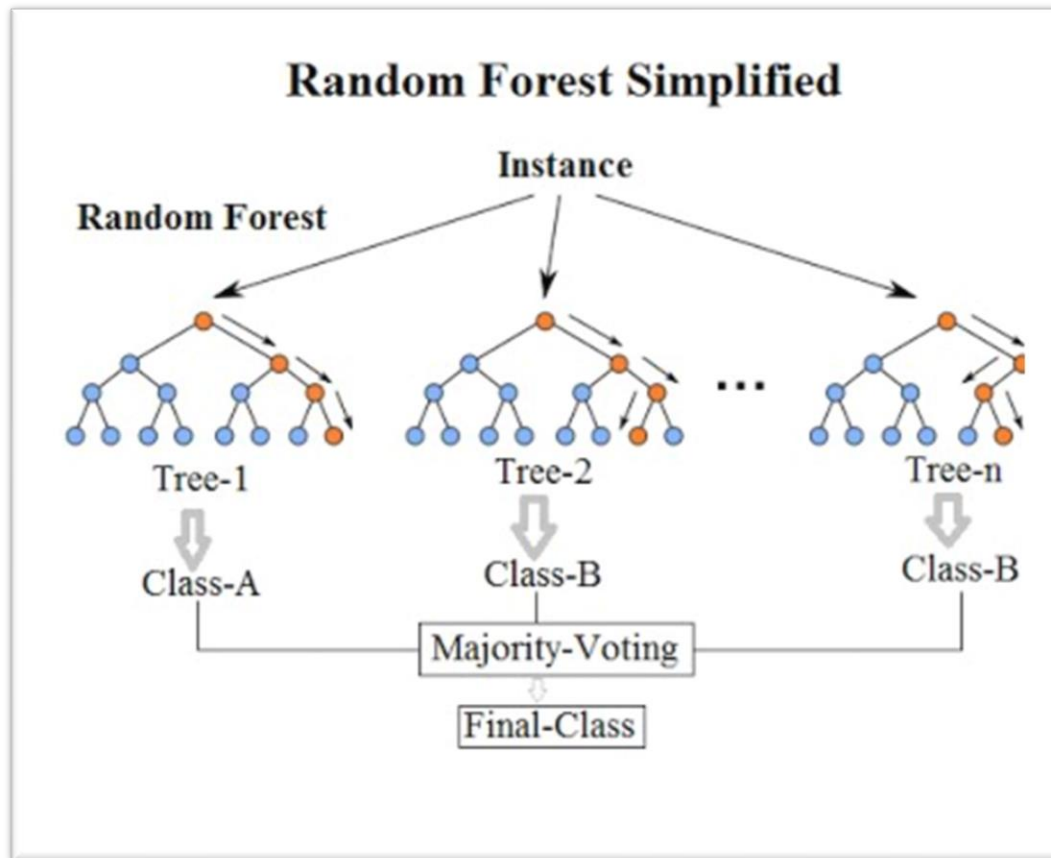 Random Forest Simplified
Instance
Random Forest
...
Tree-1
Tree-2
Tree-n
Class-A
Class-B
Class-B
Majority-Voting
Final-Class